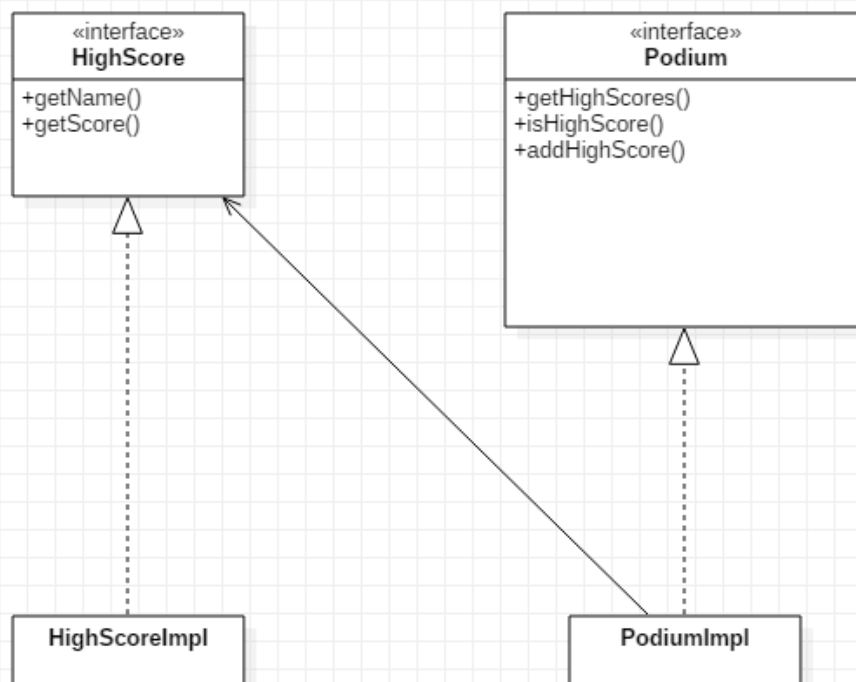 «interface»
HighScore
+getName()
+getScore()
«interface»
Podium
+getHighScores()
+isHighScore()
+addHighScore()
HighScoreImpl
PodiumImpl